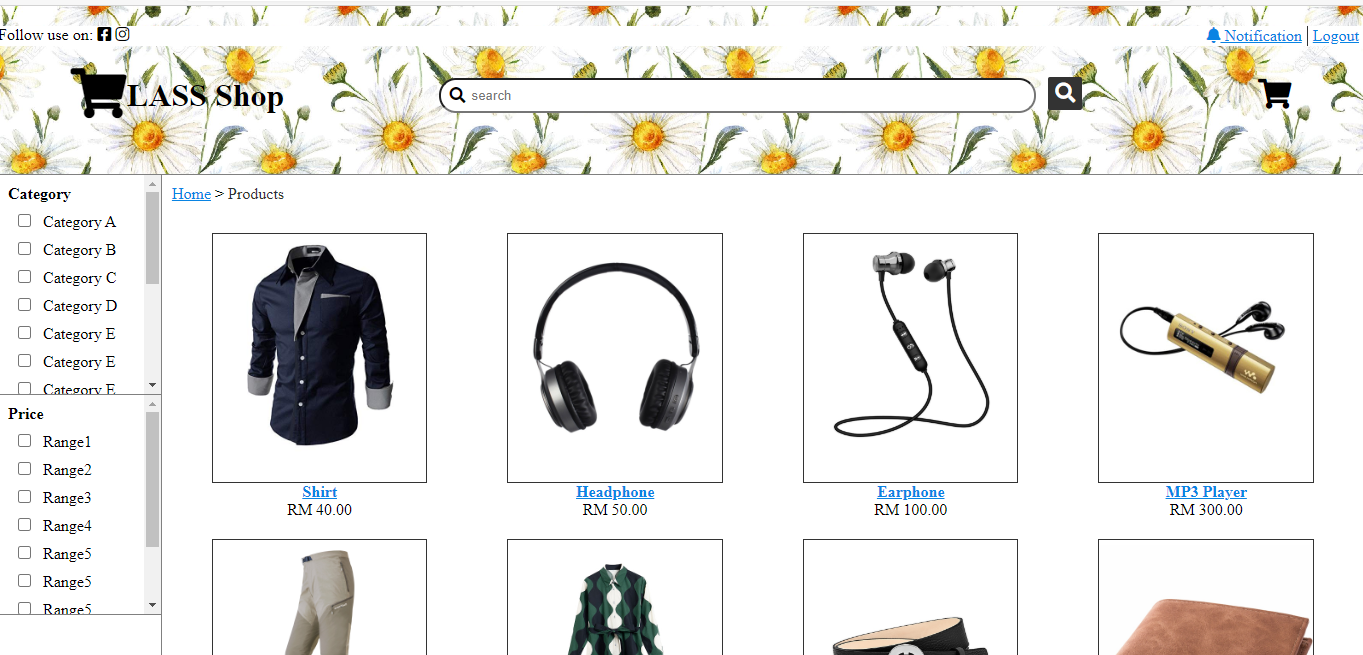 Follow use on:
Notification | Logout
LASS Shop
search
Category
Category A
Category B
Category C
Category D
Category E
Category E
Category E
Price
Range1
Range2
Range3
Range4
Range5
Range5
Range5
Home > Products
Shirt
RM 40.00
Headphone
RM 50.00
Earphone
RM 100.00
MP3 Player
RM 300.00